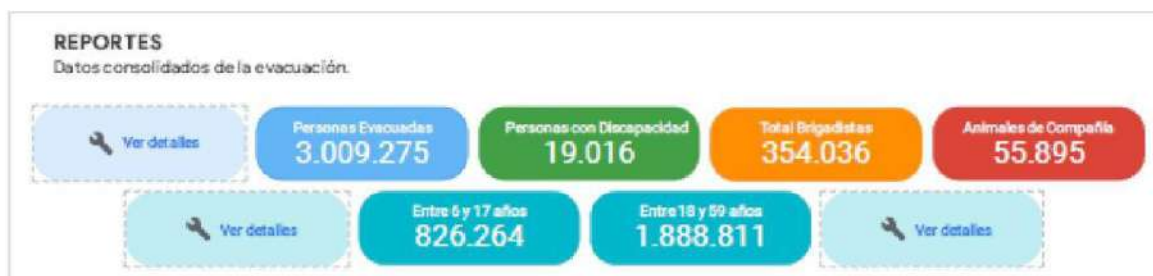 REPORTES
Datos consolidados de la evacuación.
Ver detalles
Personas Evacuadas
3.009.275
Personas con Discapacidad
19.016
Total Brigadistas
354.036
Animales de Compañía
55.895
Ver detalles
Entre 6 y 17 años
826.264
Entre 18 y 59 años
1.888.811
Ver detalles